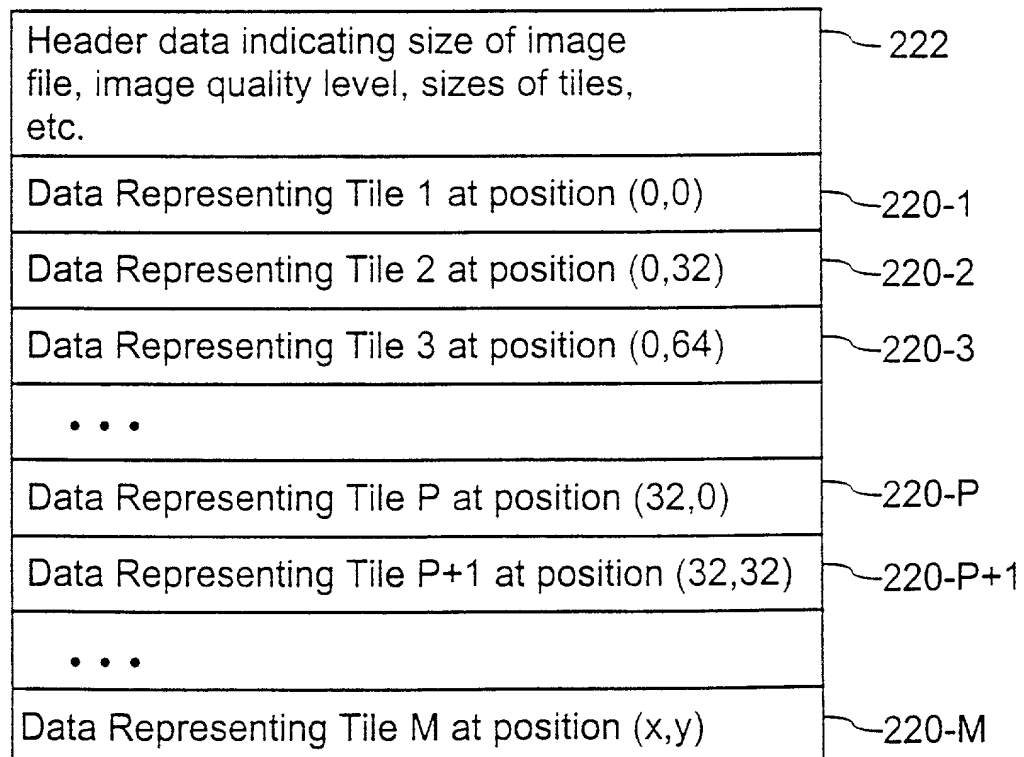 Header data indicating size of image 222
file, image quality level, sizes of tiles,
etc.
Data Representing Tile 1 at position (0,0) 220-1
Data Representing Tile 2 at position (0,32) 220-2
Data Representing Tile 3 at position (0,64) 220-3
• • •
Data Representing Tile P at position (32,0) 220-P
Data Representing Tile P+1 at position (32,32) 220-P+1
• • •
Data Representing Tile M at position (x,y) 220-M